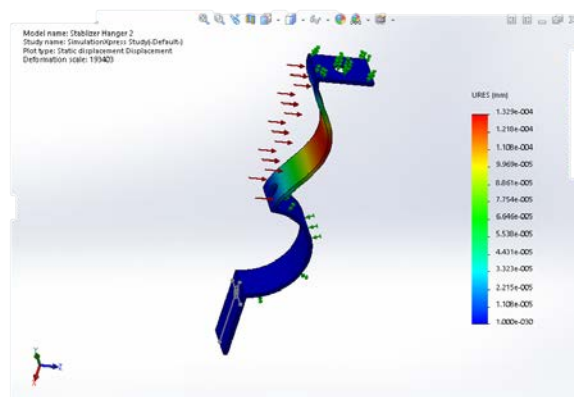 Model name: Stablizer Hanger 2
Study name: SimulationXpress Study(-Default-)
Plot type: Static displacement Displacement
Deformation scale: 193403
URES (mm)
1.329e-004
1.218e-004
1.108e-004
9.969e-005
8.861e-005
7.754e-005
6.646e-005
5.538e-005
4.431e-005
3.323e-005
2.215e-005
1.108e-005
1.000e-030
Y
X
Z